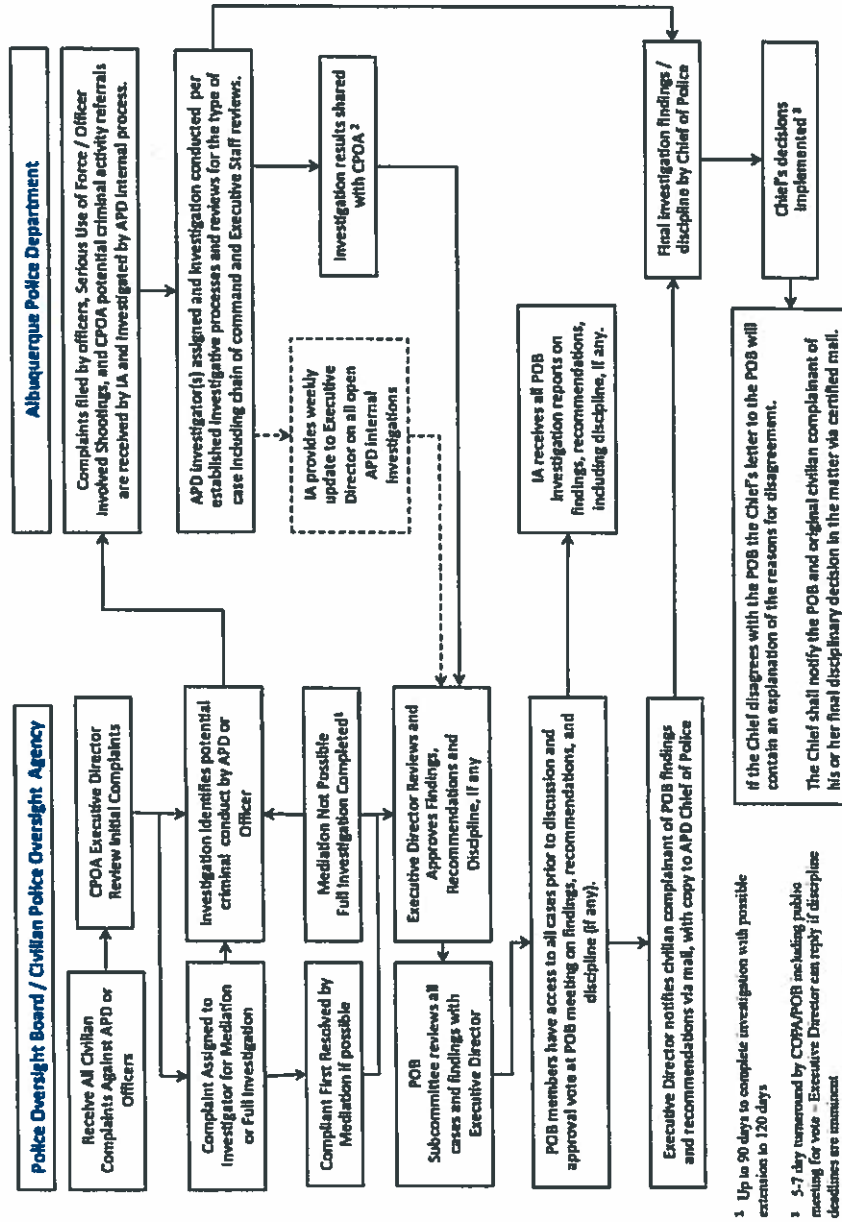 Police Oversight Board / Civilian Police Oversight Agency
Receive All Civilian
Complaints Against APD or
Officers
CPOA Executive Director
Review Initial Complaints
Complaint Assigned to
Investigator for Mediation
or Full Investigation
Investigation Identifies potential
criminal conduct by APD or
Officer
Compliant First Resolved by
Mediation if possible
Mediation Not Possible
Full Investigation Completed¹
POB
Subcommittee reviews all
cases and findings with
Executive Director
Executive Director Reviews and
Approves Findings,
Recommendations and
Discipline, if any
POB members have access to all cases prior to discussion and
approval vote at POB meeting on findings, recommendations, and
discipline (if any).
Executive Director notifies civilian complainant of POB findings
and recommendations via mail, with copy to APD Chief of Police
Albuquerque Police Department
Complaints filed by officers, Serious Use of Force / Officer
Involved Shootings, and CPOA potential criminal activity referrals
are received by IA and Investigated by APD Internal process.
APD investigator(s) assigned and investigation conducted per
established investigative processes and reviews for the type of
case including chain of command and Executive Staff reviews.
IA provides weekly
update to Executive
Director on all open
APD internal
investigations
Investigation results shared
with CPOA ²
IA receives all POB
Investigation reports on
findings, recommendations,
including discipline, if any.
Final investigation findings /
discipline by Chief of Police
Chief's decisions
implemented ³
If the Chief disagrees with the POB the Chief's letter to the POB will
contain an explanation of the reasons for disagreement.
The Chief shall notify the POB and original civilian complainant of
his or her final disciplinary decision in the matter via certified mail.
¹ Up to 90 days to complete investigation with possible
extension to 120 days
5-7 day turnaround by COPA/POB including public
meeting for vote – Executive Director can reply if discipline
deadlines are imminent